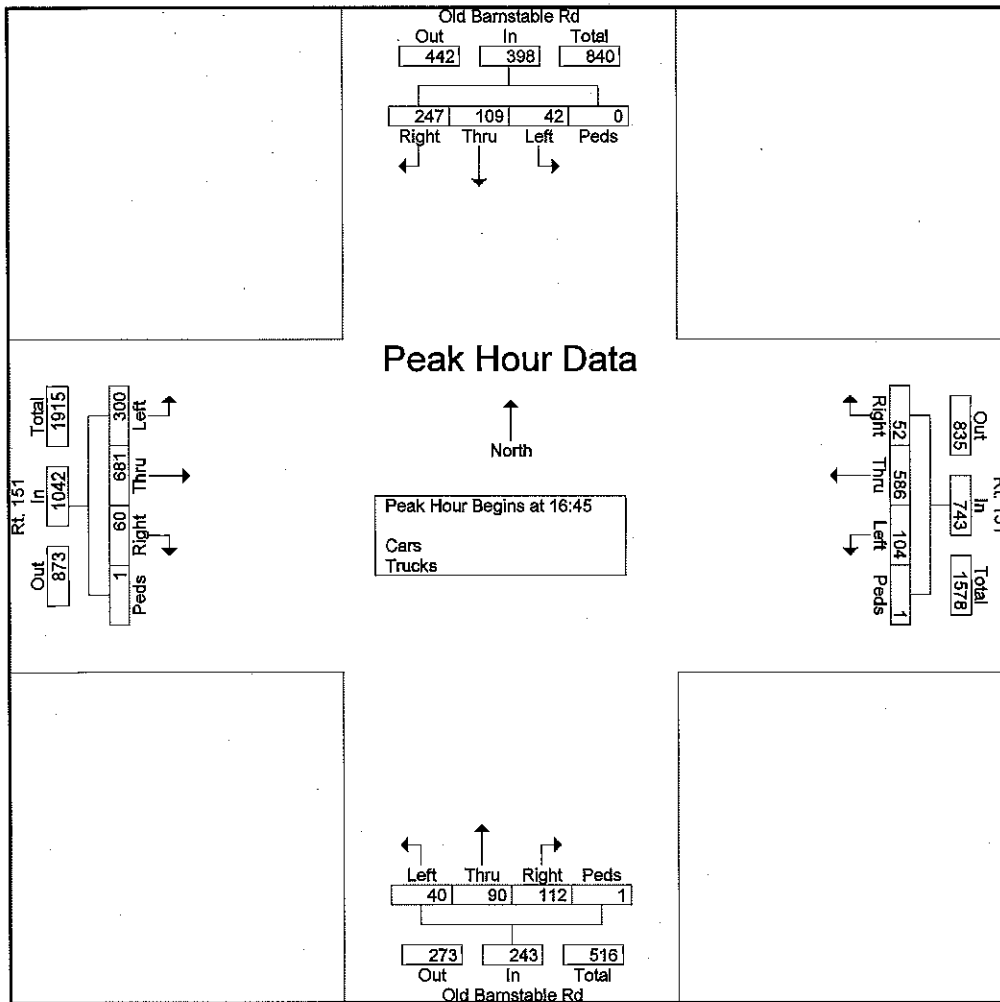 Old Barnstable Rd
Out In Total
442 398 840
247 109 42 0
Right Thru Left Peds
Peak Hour Data
North
Peak Hour Begins at 16:45
Cars
Trucks
Rt. 151
Total In Out
1915 1042 873
300 681 60 1
Left Thru Right Peds
Right Thru Left Peds
52 586 104 1
Out In Total
835 743 1578
Rt. 151
Left Thru Right Peds
40 90 112 1
273 243 516
Out In Total
Old Barnstable Rd